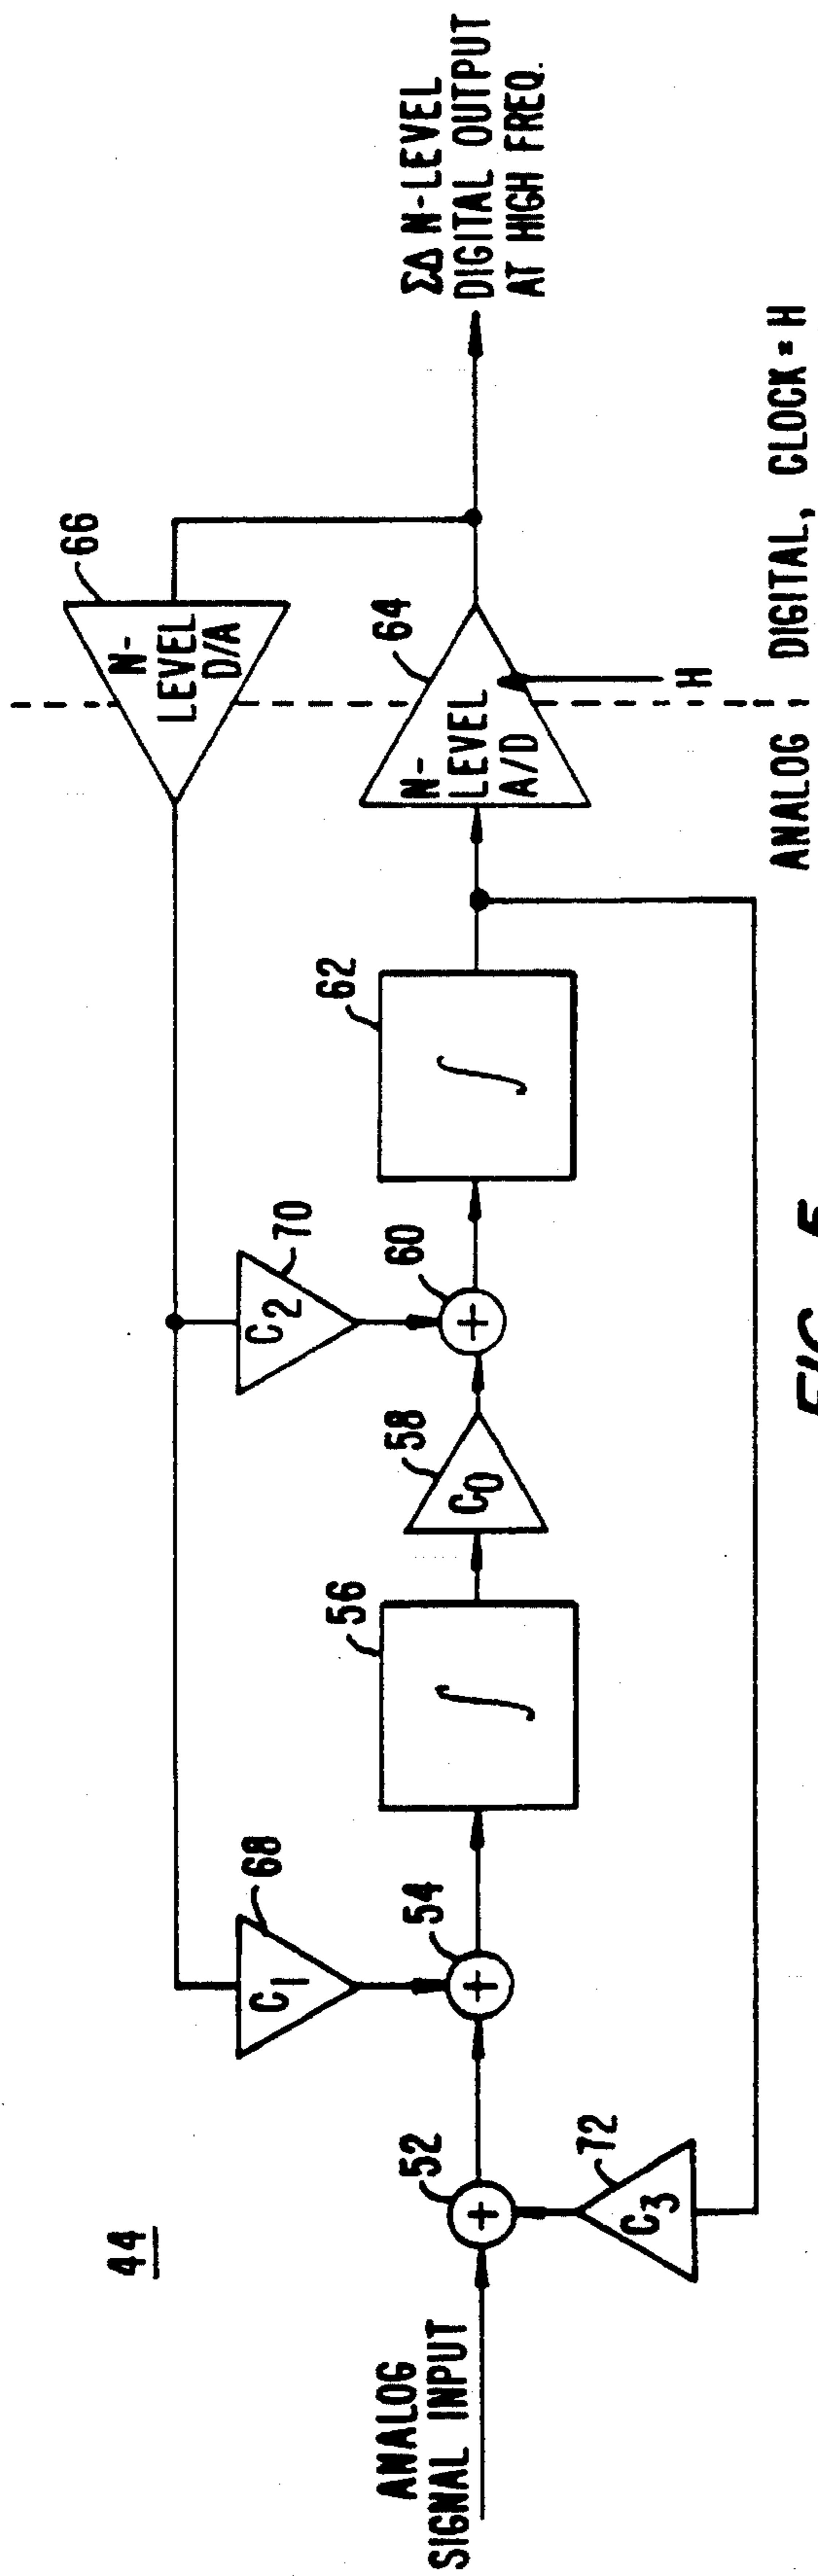 44
ANALOG
SIGNAL INPUT
52
C3
72
54
C1
68
56
∫
C0
58
60
C2
70
62
∫
N-
LEVEL
A/D
64
H
N-
LEVEL
D/A
66
ΣΔ N-LEVEL
DIGITAL OUTPUT
AT HIGH FREQ.
ANALOG ¦ DIGITAL, CLOCK = H